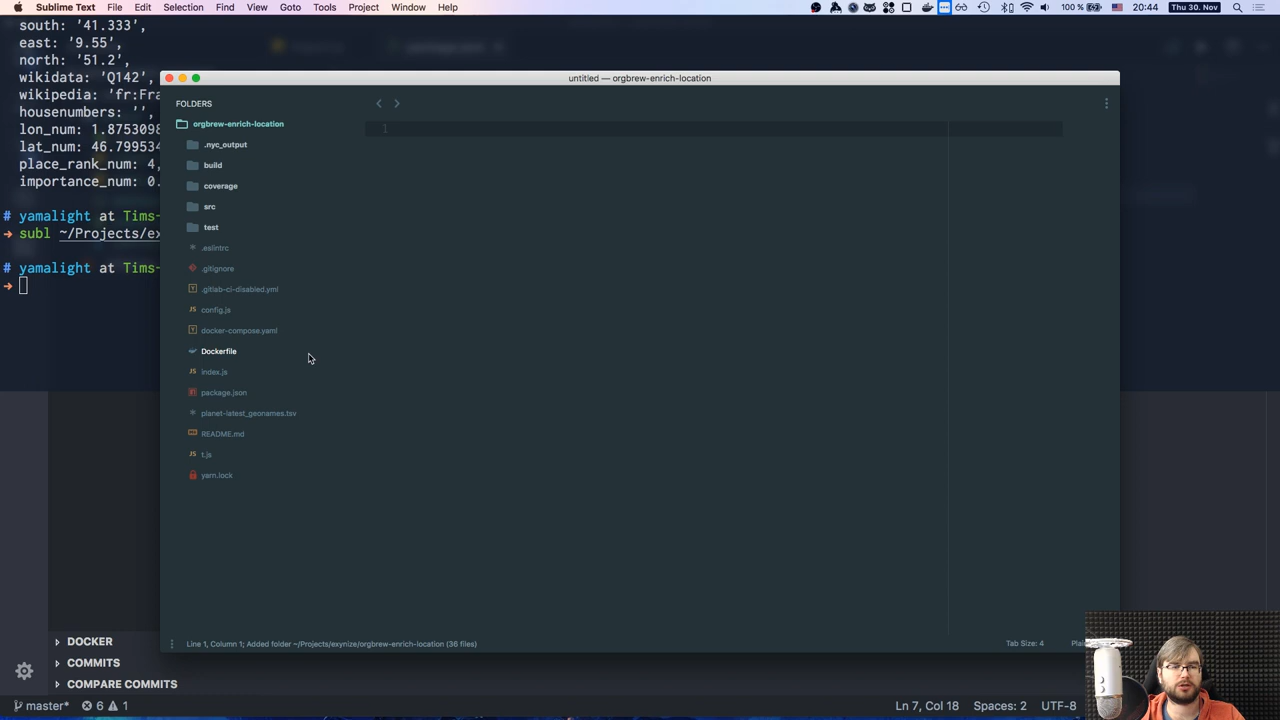 Sublime Text File Edit Selection Find View Goto Tools Project Window Help 100 % 20:44 Thu 30. Nov
south: '41.333',
east: '9.55',
north: '51.2',
wikidata: 'Q142',
wikipedia: 'fr:Fra
housenumbers: '',
lon_num: 1.8753098
lat_num: 46.799534
place_rank_num: 4,
importance_num: 0.
# yamalight at Tims-
➜ subl ~/Projects/ex
# yamalight at Tims-
➜
untitled — orgbrew-enrich-location
FOLDERS
orgbrew-enrich-location
.nyc_output
build
coverage
src
test
.eslintrc
.gitignore
.gitlab-ci-disabled.yml
config.js
docker-compose.yaml
Dockerfile
index.js
package.json
planet-latest_geonames.tsv
README.md
t.js
yarn.lock
1
Line 1, Column 1; Added folder ~/Projects/exynize/orgbrew-enrich-location (36 files)
Tab Size: 4
DOCKER
COMMITS
COMPARE COMMITS
master* 6 1
Ln 7, Col 18 Spaces: 2 UTF-8